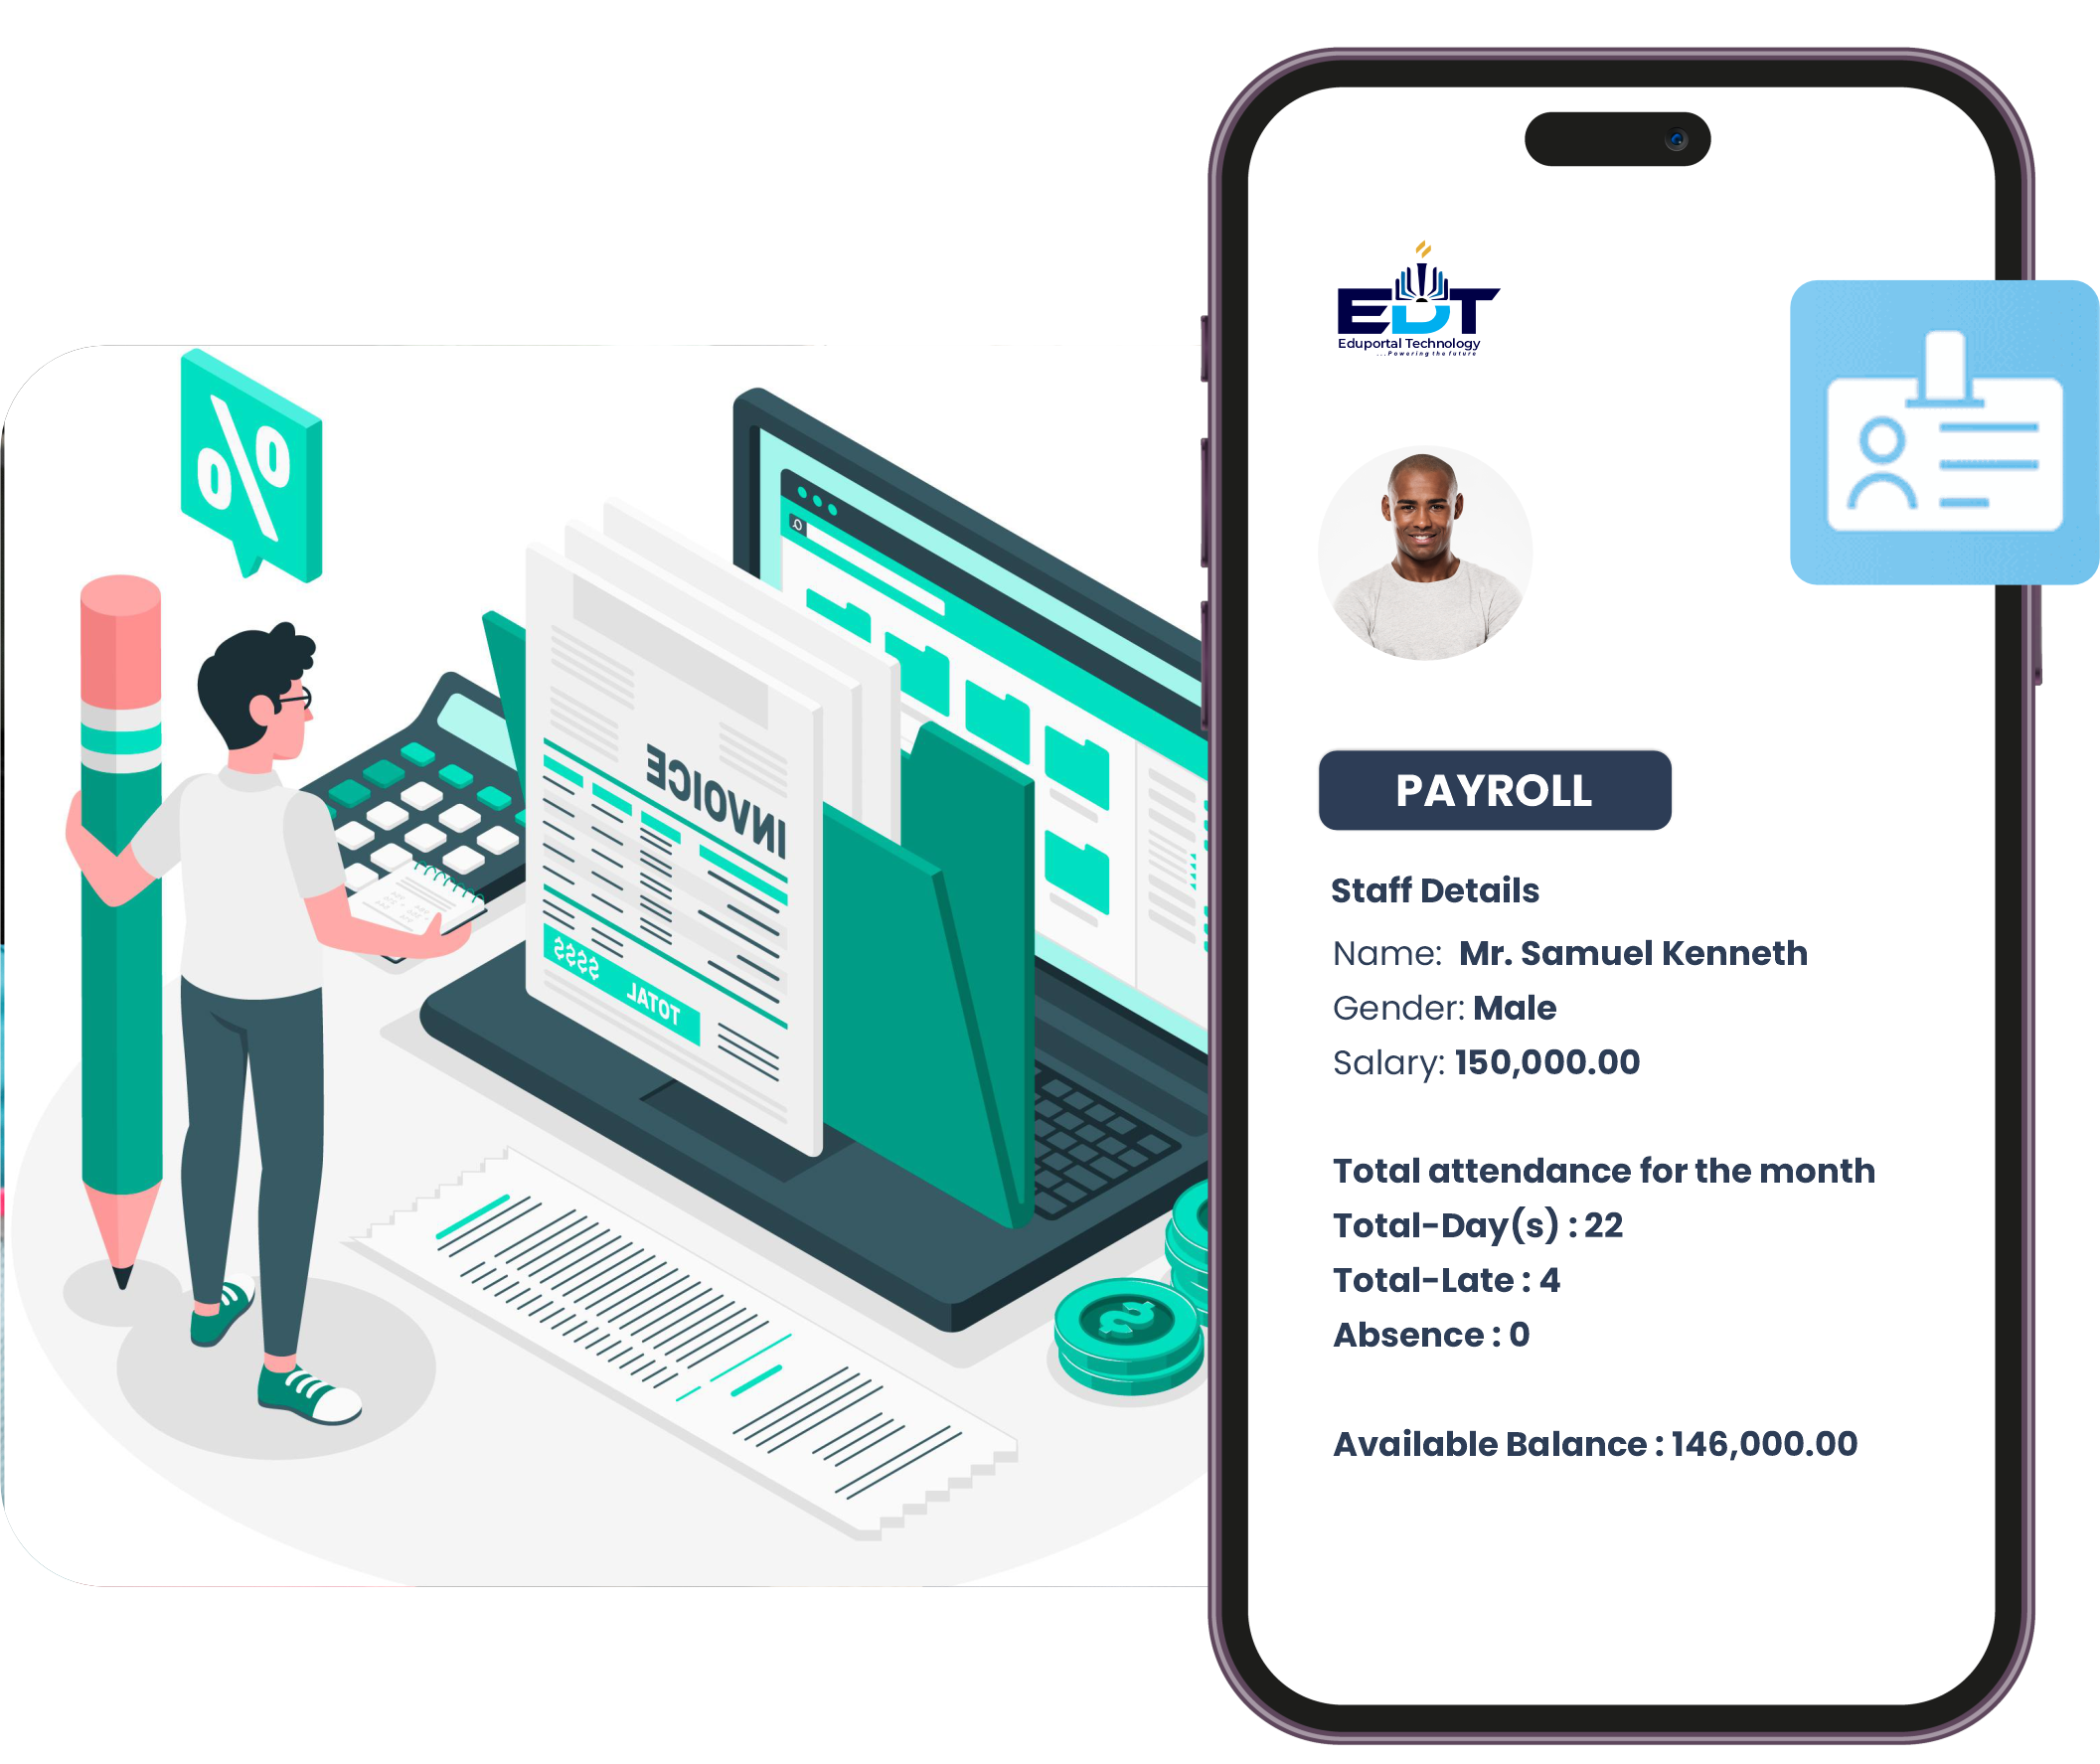 %
INVOICE
$$$$
TOTAL
EDT
Eduportal Technology
...Powering the future
PAYROLL
Staff Details
Name: Mr. Samuel Kenneth
Gender: Male
Salary: 150,000.00
Total attendance for the month
Total-Day(s) : 22
Total-Late : 4
Absence : 0
Available Balance : 146,000.00